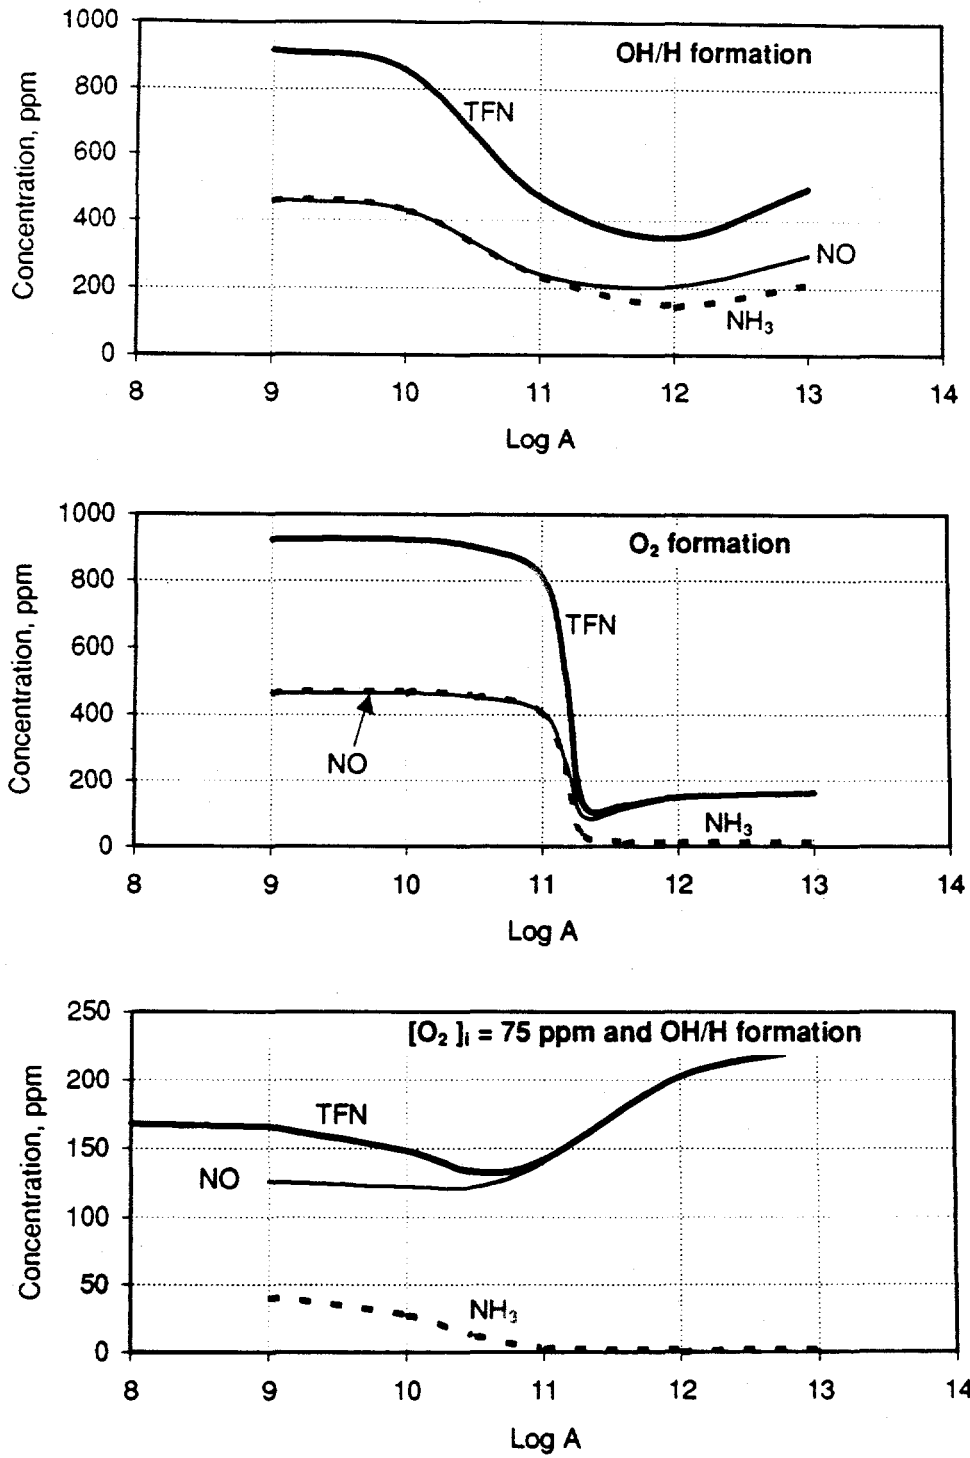 1000
OH/H formation
800
TFN
600
400
NO
200
NH₃
0
8 9 10 11 12 13 14
Log A
Concentration, ppm
1000
O₂ formation
800
TFN
600
400
NO
200
NH₃
0
8 9 10 11 12 13 14
Log A
Concentration, ppm
250
[O₂ ]ᵢ = 75 ppm and OH/H formation
200
TFN
150
NO
100
50
NH₃
0
8 9 10 11 12 13 14
Log A
Concentration, ppm